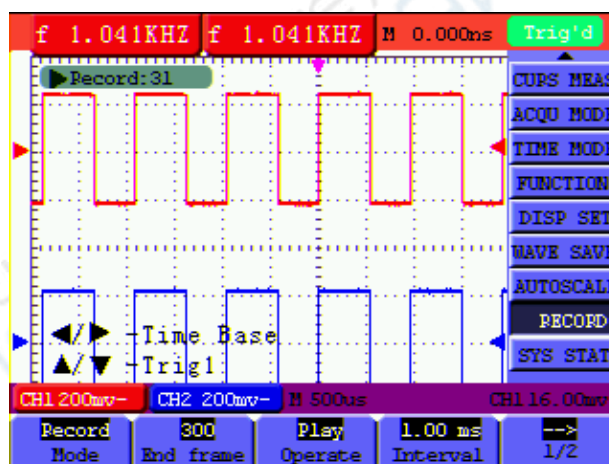 f 1.041KHZ f 1.041KHZ M 0.000ns Trig'd
Record:31
CURS MEAS
ACQU MODE
TIME MODE
FUNCTION
DISP SET
WAVE SAVE
AUTOSCALE
RECORD
SYS STAT
◀/▶ -Time Base
▲/▼ -Trig1
CH1 200mv- CH2 200mv- M 500us CH1 16.00mv
Record 300 Play 1.00 ms -->
Mode End frame Operate Interval 1/2